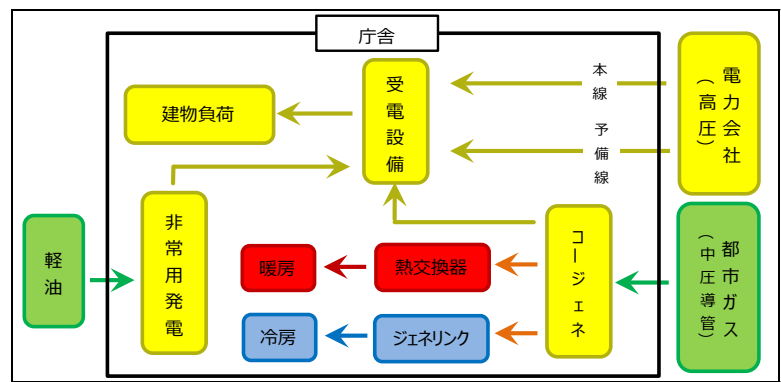 庁舎
建物負荷
受電設備
本線
予備線
電力会社
（高圧）
軽油
非常用発電
暖房
熱交換器
コージェネ
都市ガス
（中圧導管）
冷房
ジェネリンク